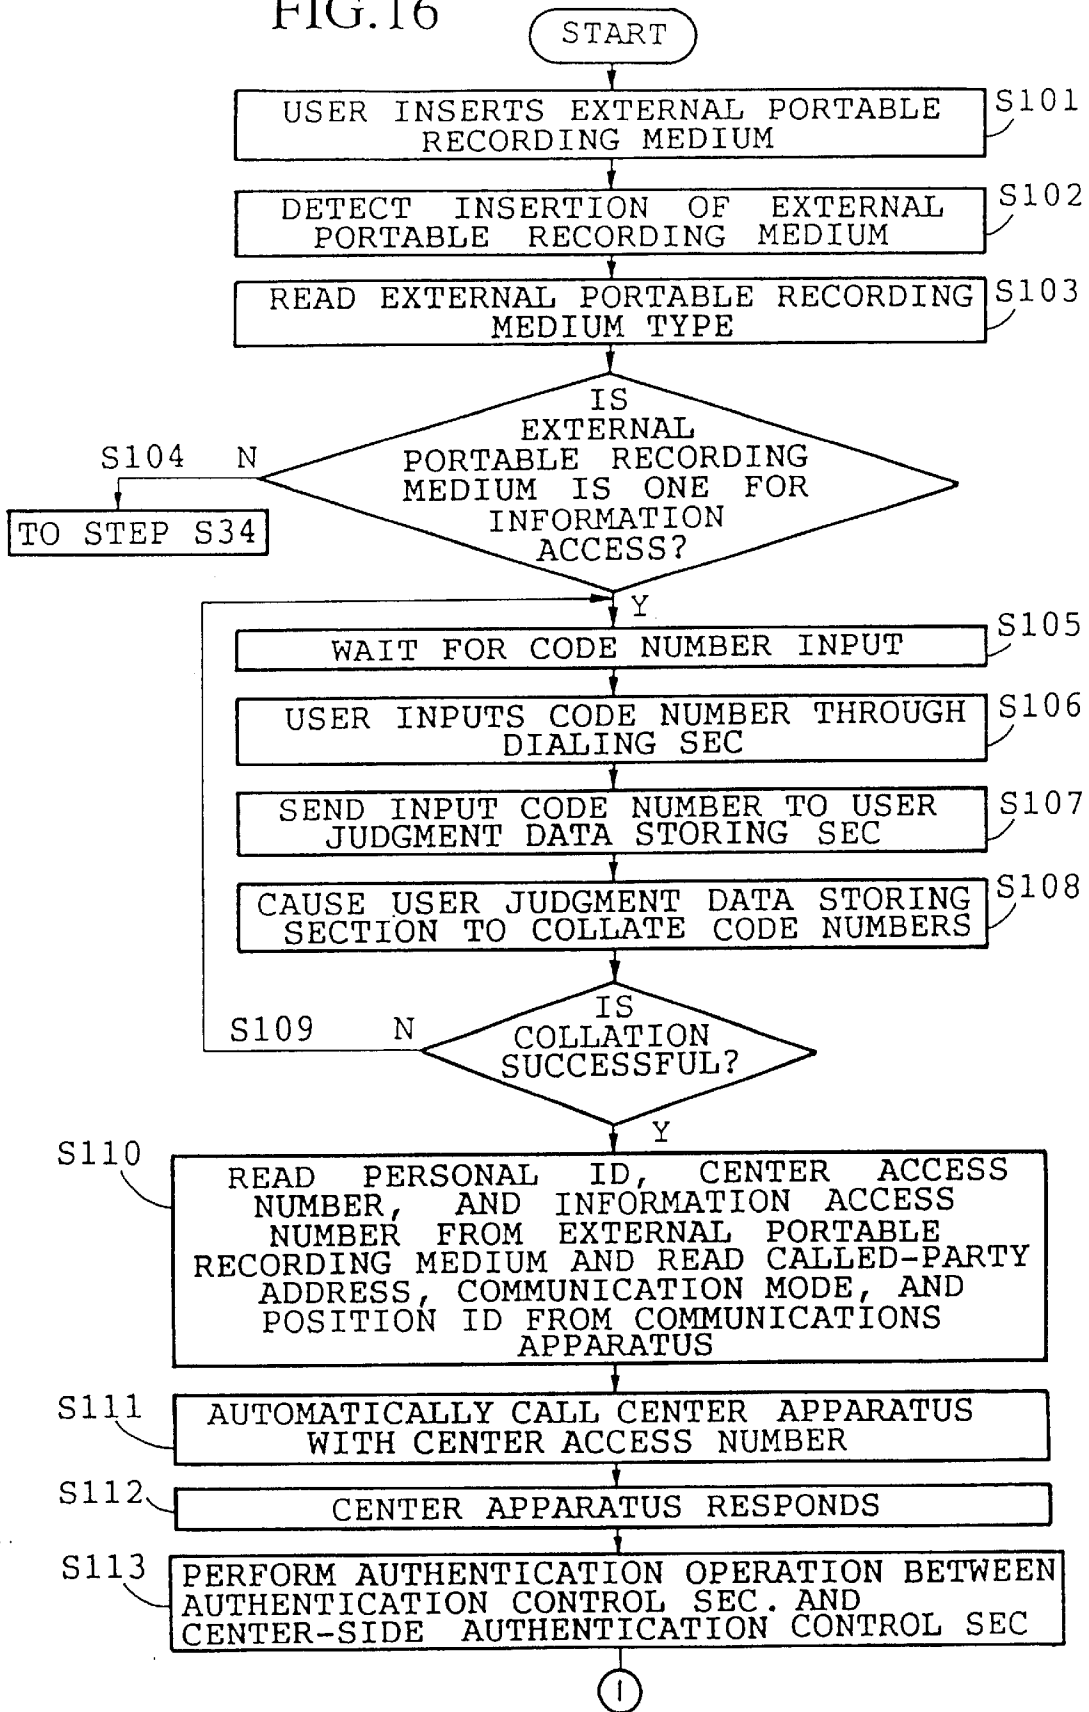 FIG.16
START
USER INSERTS EXTERNAL PORTABLE
RECORDING MEDIUM
S101
DETECT INSERTION OF EXTERNAL
PORTABLE RECORDING MEDIUM
S102
READ EXTERNAL PORTABLE RECORDING
MEDIUM TYPE
S103
IS
EXTERNAL
PORTABLE RECORDING
MEDIUM IS ONE FOR
INFORMATION
ACCESS?
S104 N
TO STEP S34
Y
WAIT FOR CODE NUMBER INPUT
S105
USER INPUTS CODE NUMBER THROUGH
DIALING SEC
S106
SEND INPUT CODE NUMBER TO USER
JUDGMENT DATA STORING SEC
S107
CAUSE USER JUDGMENT DATA STORING
SECTION TO COLLATE CODE NUMBERS
S108
IS
COLLATION
SUCCESSFUL?
S109 N
Y
S110
READ PERSONAL ID, CENTER ACCESS
NUMBER, AND INFORMATION ACCESS
NUMBER FROM EXTERNAL PORTABLE
RECORDING MEDIUM AND READ CALLED-PARTY
ADDRESS, COMMUNICATION MODE, AND
POSITION ID FROM COMMUNICATIONS
APPARATUS
S111
AUTOMATICALLY CALL CENTER APPARATUS
WITH CENTER ACCESS NUMBER
S112
CENTER APPARATUS RESPONDS
S113
PERFORM AUTHENTICATION OPERATION BETWEEN
AUTHENTICATION CONTROL SEC. AND
CENTER-SIDE AUTHENTICATION CONTROL SEC
1